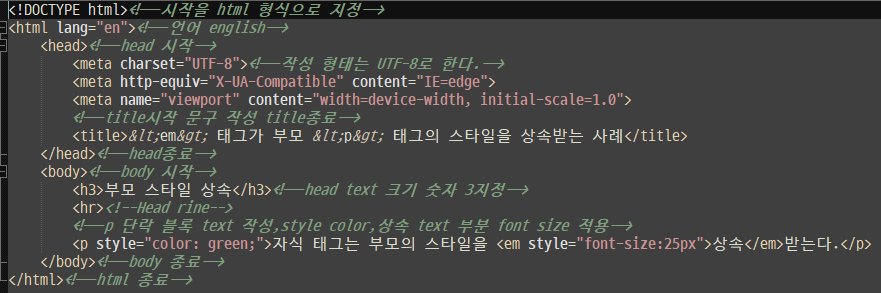 <!DOCTYPE html><!--시작을 html 형식으로 지정-->
<html lang="en"><!--언어 english-->
<head><!--head 시작-->
<meta charset="UTF-8"><!--작성 형태는 UTF-8로 한다.-->
<meta http-equiv="X-UA-Compatible" content="IE=edge">
<meta name="viewport" content="width=device-width, initial-scale=1.0">
<!--title시작 문구 작성 title종료-->
<title>&lt;em&gt; 태그가 부모 &lt;p&gt; 태그의 스타일을 상속받는 사례</title>
</head><!--head종료-->
<body><!--body 시작-->
<h3>부모 스타일 상속</h3><!--head text 크기 숫자 3지정-->
<hr><!--Head rine-->
<!--p 단락 블록 text 작성,style color,상속 text 부분 font size 적용-->
<p style="color: green;">자식 태그는 부모의 스타일을 <em style="font-size:25px">상속</em>받는다.</p>
</body><!--body 종료-->
</html><!--html 종료-->